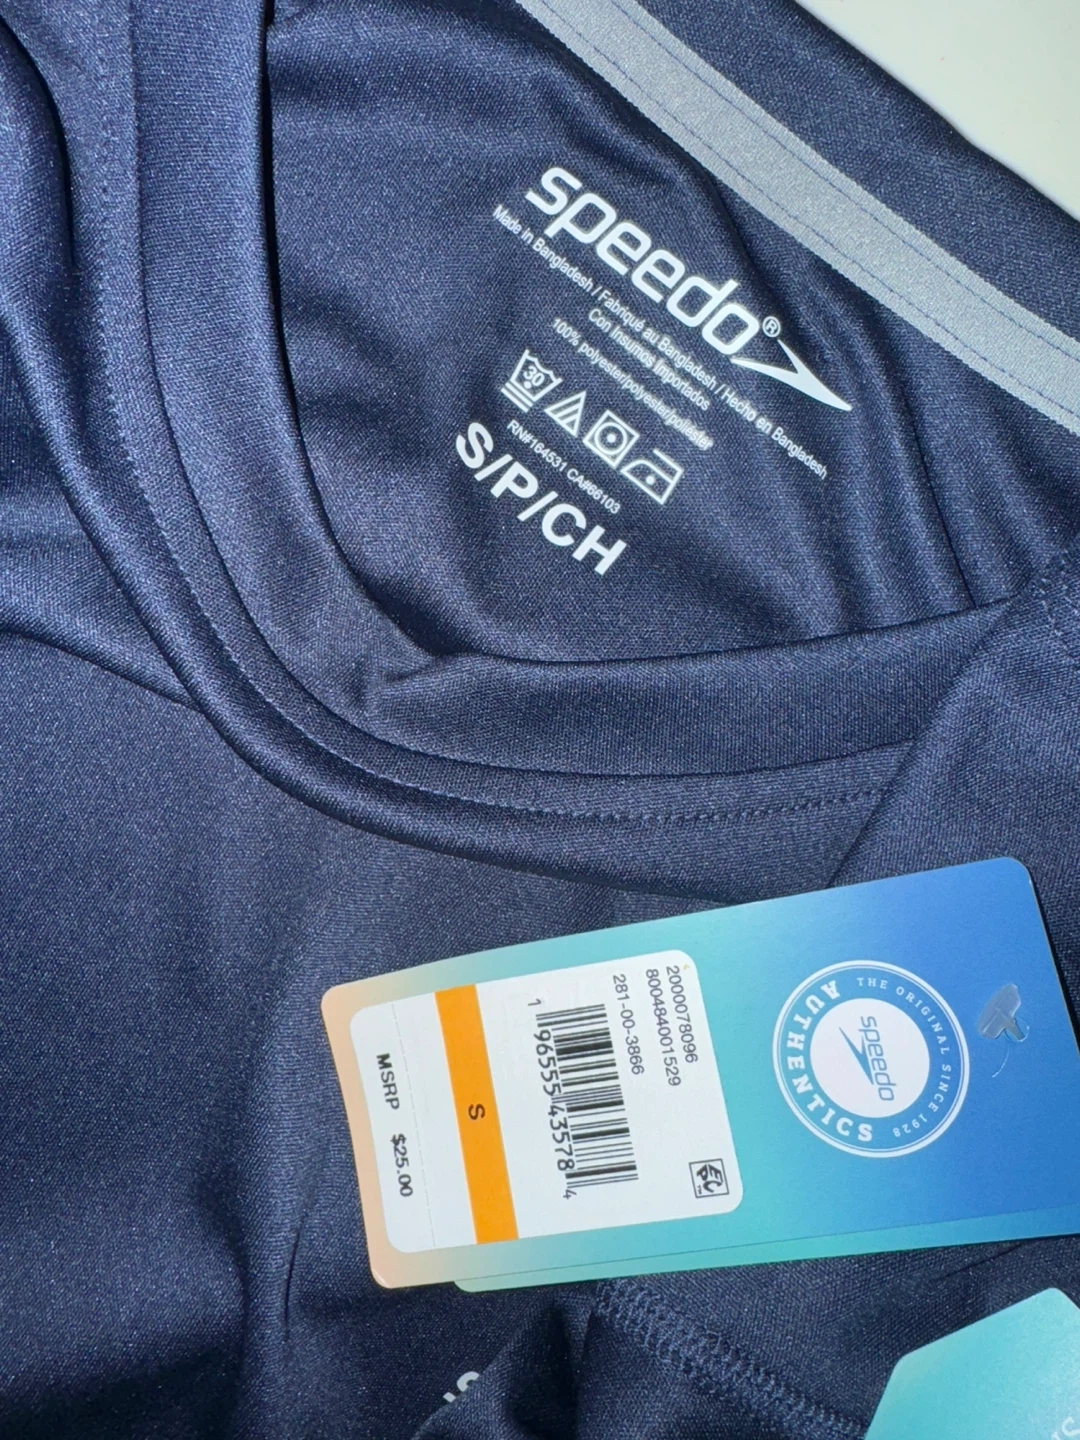 speedo®
Made in Bangladesh / Fabriqué au Bangladesh / Hecho en Bangladesh
Con Insumos Importados
100% polyester/polyester/poliéster
30
RN#164531 CA#66103
S/P/CH
2000078096
800484001529
281-00-3866
1 96555 43578 4
S
MSRP $25.00
THE ORIGINAL SINCE 1928
AUTHENTICS
speedo